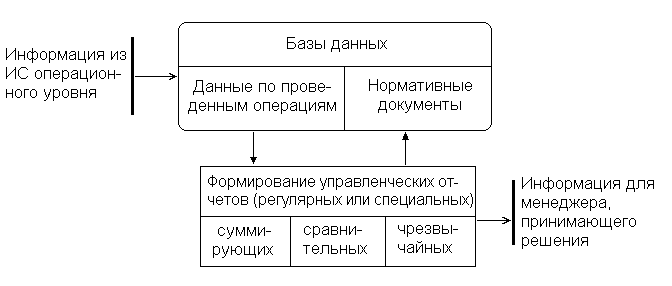 Информация из
ИС операцион-
ного уровня
Базы данных
Данные по прове-
денным операциям
Нормативные
документы
Формирование управленческих от-
четов (регулярных или специальных)
сумми-
рующих
сравни-
тельных
чрезвы-
чайных
Информация для
менеджера,
принимающего
решения